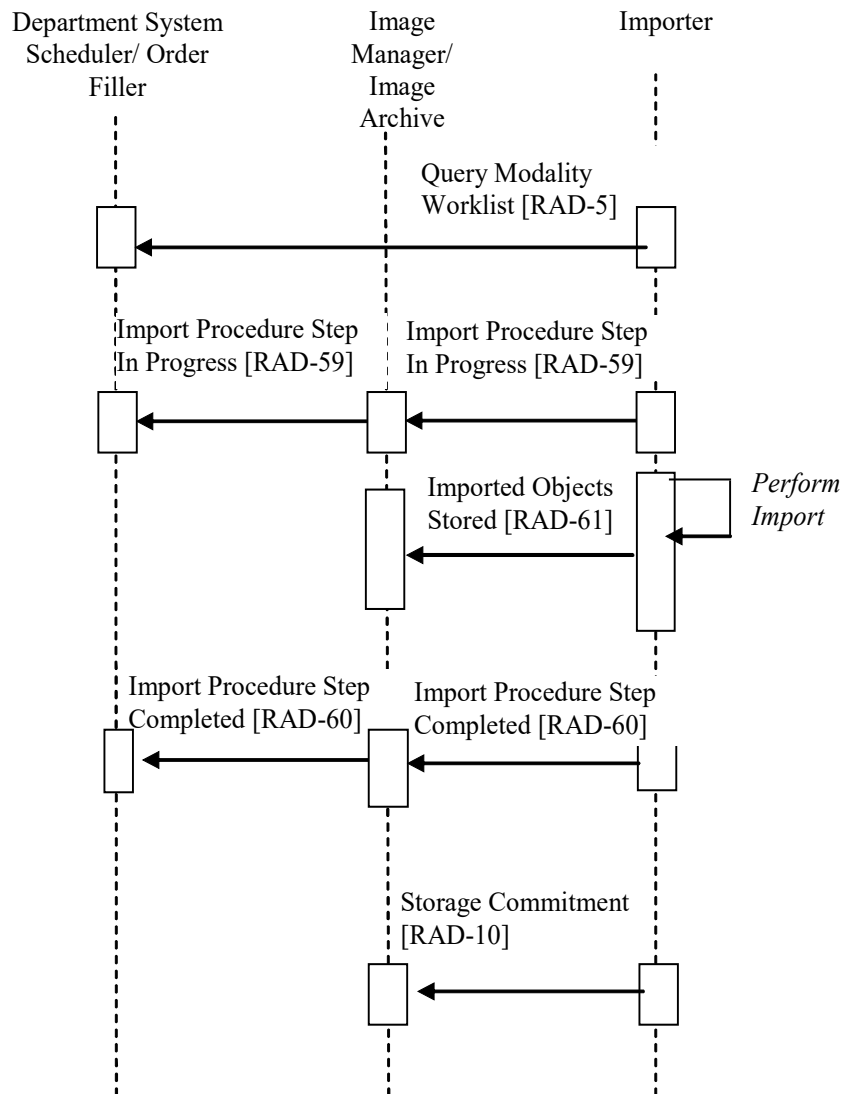 Department System
Scheduler/ Order
Filler
Image
Manager/
Image
Archive
Importer
Query Modality
Worklist [RAD-5]
Import Procedure Step
In Progress [RAD-59]
Import Procedure Step
In Progress [RAD-59]
Imported Objects
Stored [RAD-61]
Perform
Import
Import Procedure Step
Completed [RAD-60]
Import Procedure Step
Completed [RAD-60]
Storage Commitment
[RAD-10]